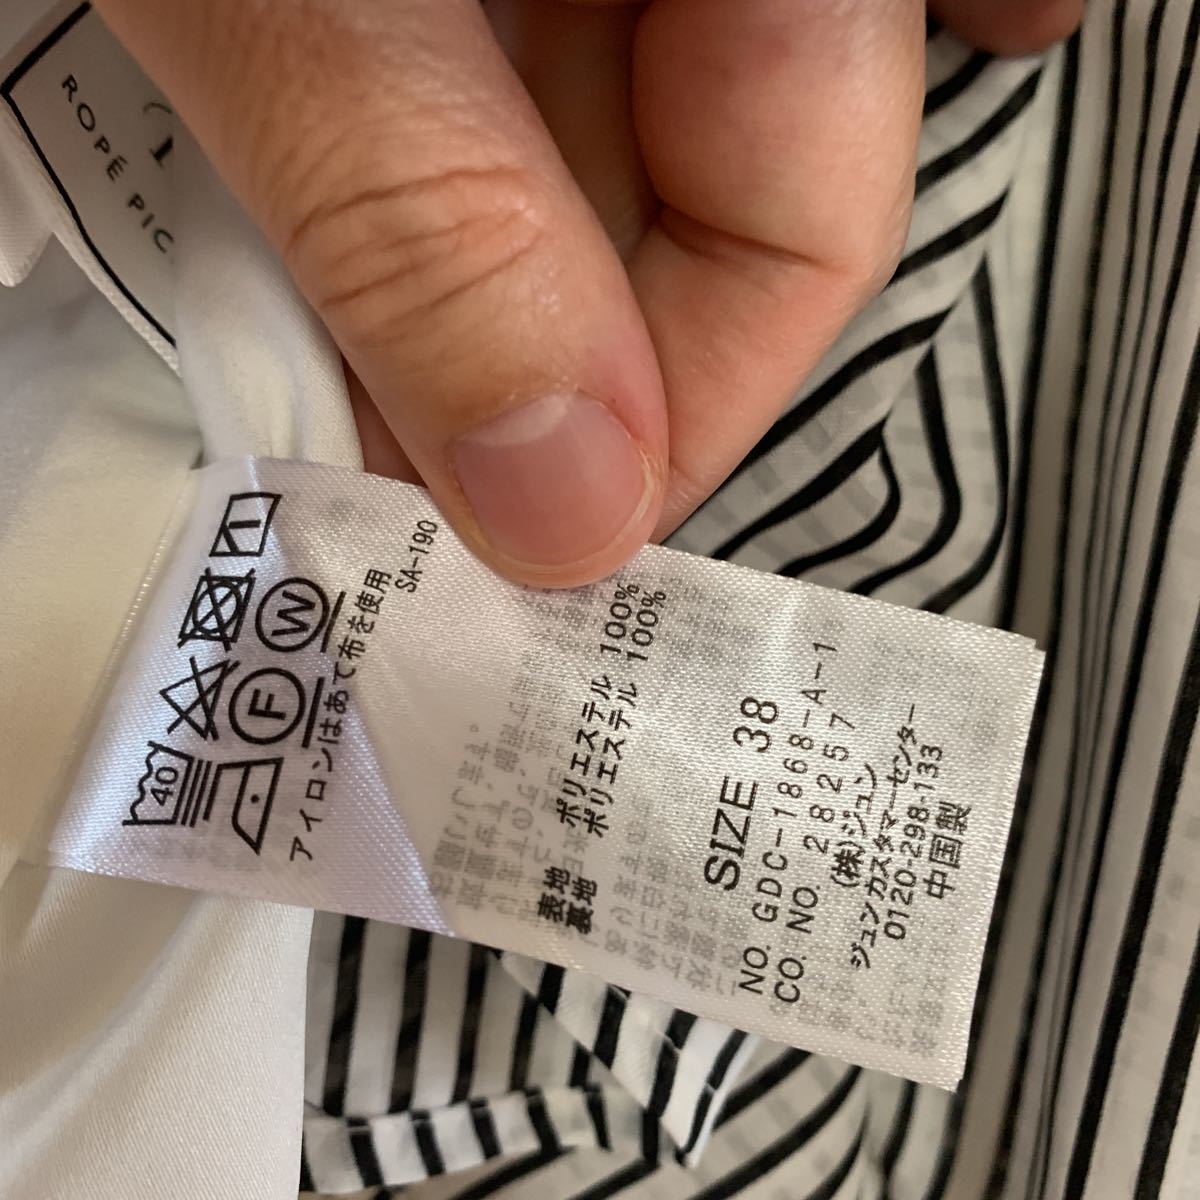 ROPÉ PIC
40
F
W
アイロンはあて布を使用
SA-190
表地 ポリエステル 100%
裏地 ポリエステル 100%
SIZE 38
NO. GDC-1868-A-1
CO. NO. 28257
(株)ジュン
ジュンカスタマーセンター
0120-298-133
中国製